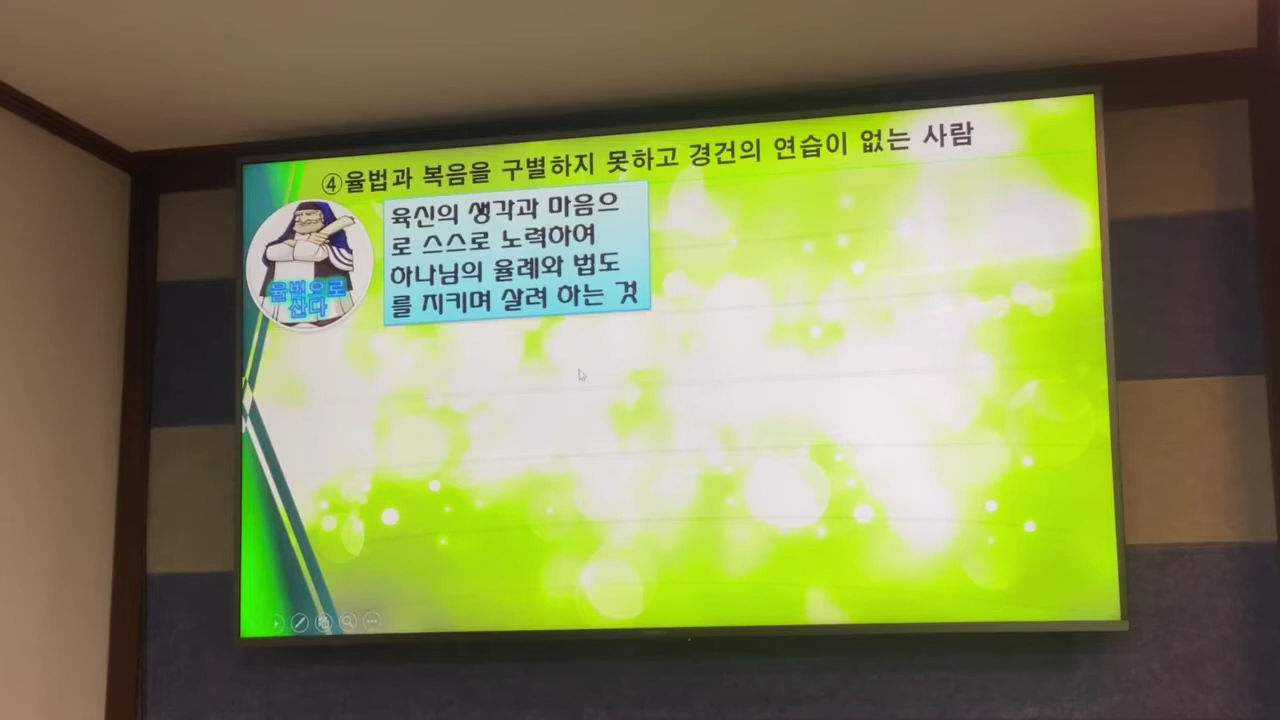 ④율법과 복음을 구별하지 못하고 경건의 연습이 없는 사람
육신의 생각과 마음으
로 스스로 노력하여
하나님의 율례와 법도
를 지키며 살려 하는 것
율법으로
산다